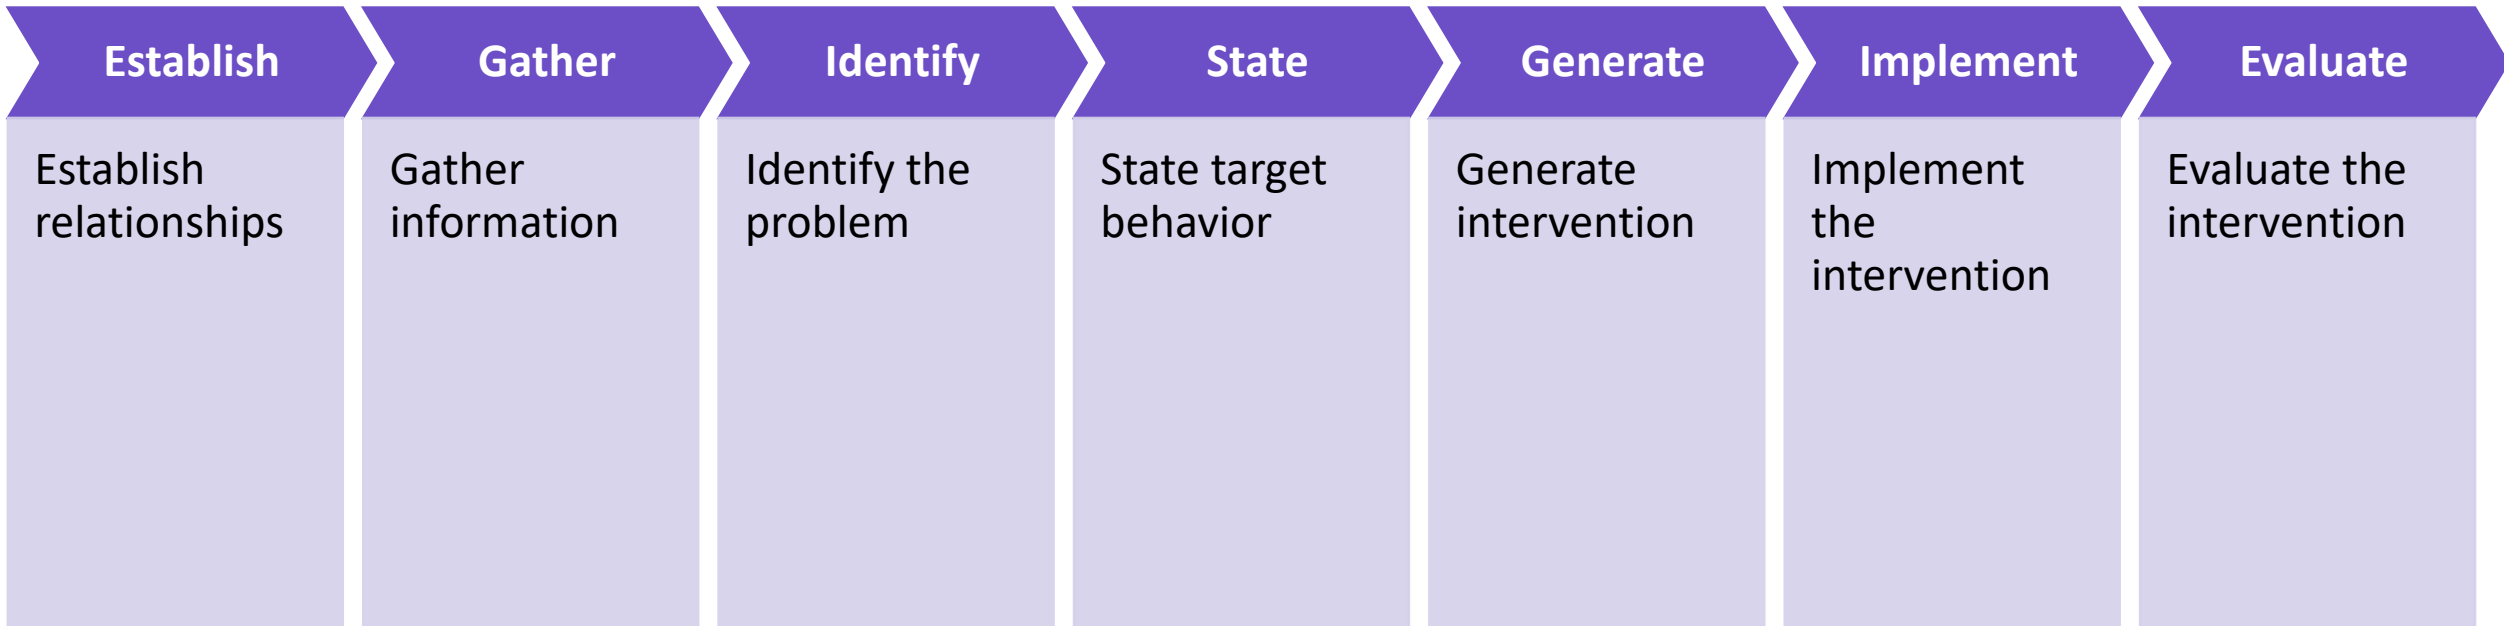 Establish
Establish
relationships
Gather
Gather
information
Identify
Identify the
problem
State
State target
behavior
Generate
Generate
intervention
Implement
Implement
the
intervention
Evaluate
Evaluate the
intervention